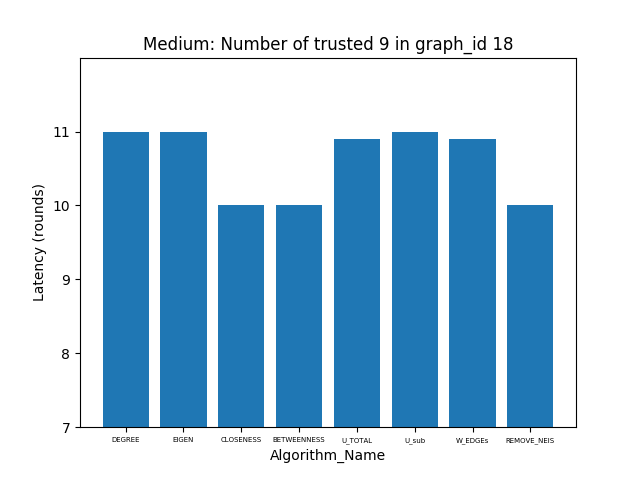 Medium: Number of trusted 9 in graph_id 18
Latency (rounds)
11
10
9
8
7
DEGREE EIGEN CLOSENESS BETWEENNESS U_TOTAL U_sub W_EDGEs REMOVE_NEIS
Algorithm_Name